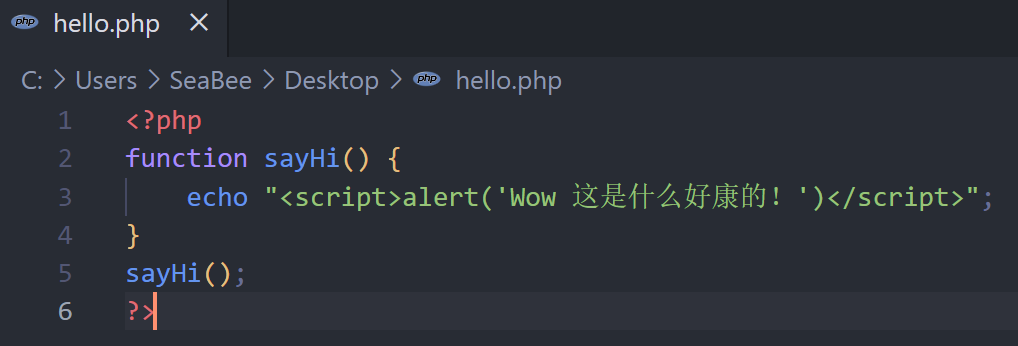 php hello.php ×
C: > Users > SeaBee > Desktop > php hello.php
1 <?php
2 function sayHi() {
3     echo "<script>alert('Wow 这是什么好康的！')</script>";
4 }
5 sayHi();
6 ?>